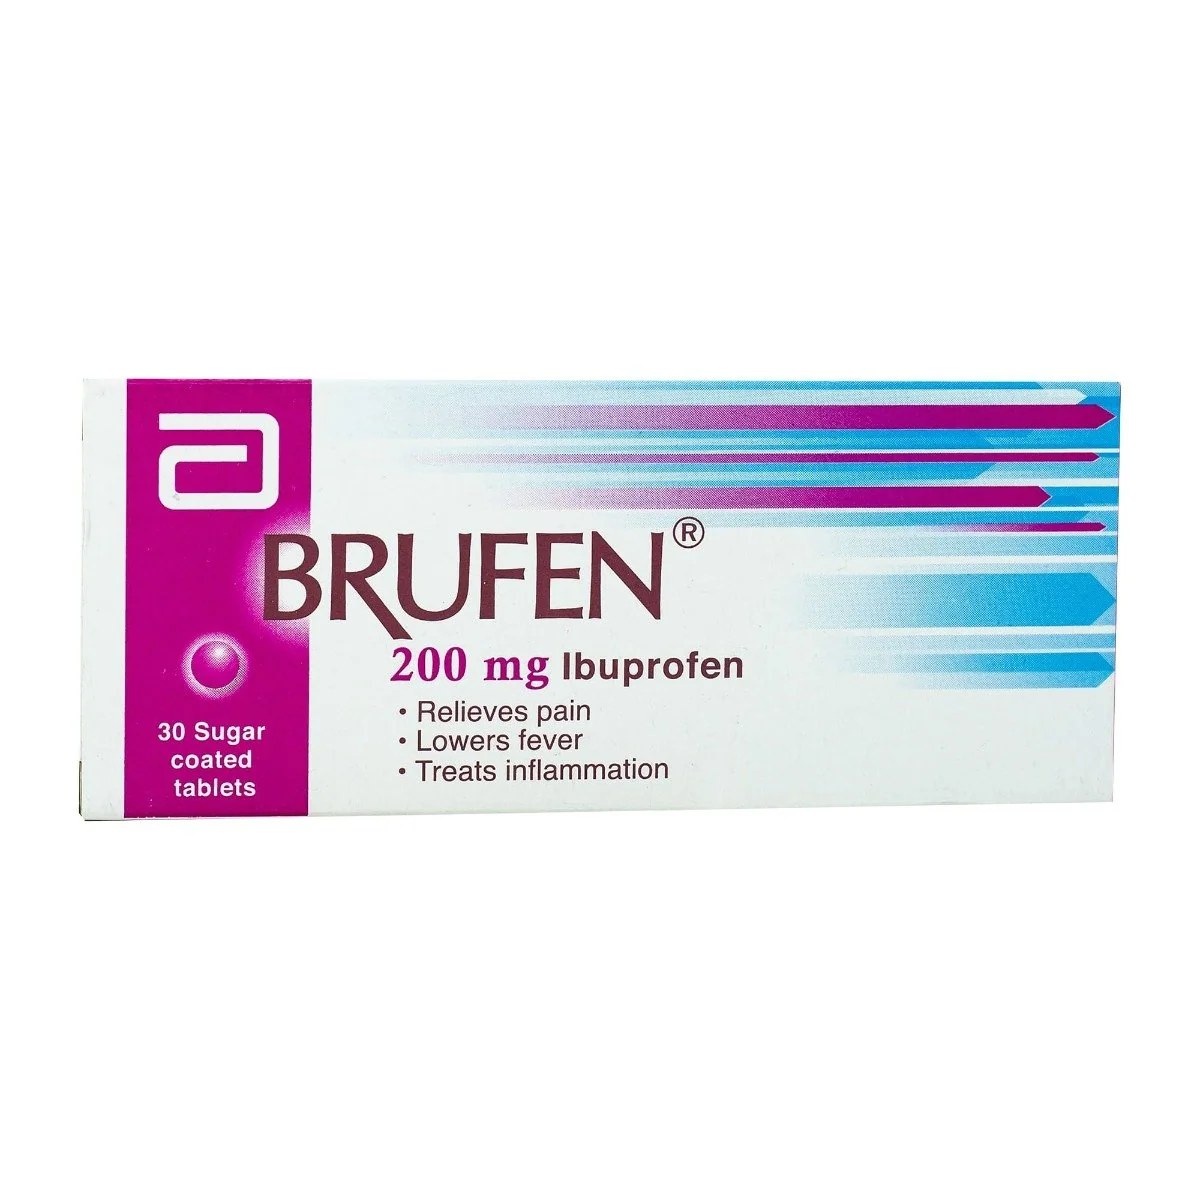 BRUFEN®
200 mg Ibuprofen
• Relieves pain
• Lowers fever
• Treats inflammation
30 Sugar
coated
tablets